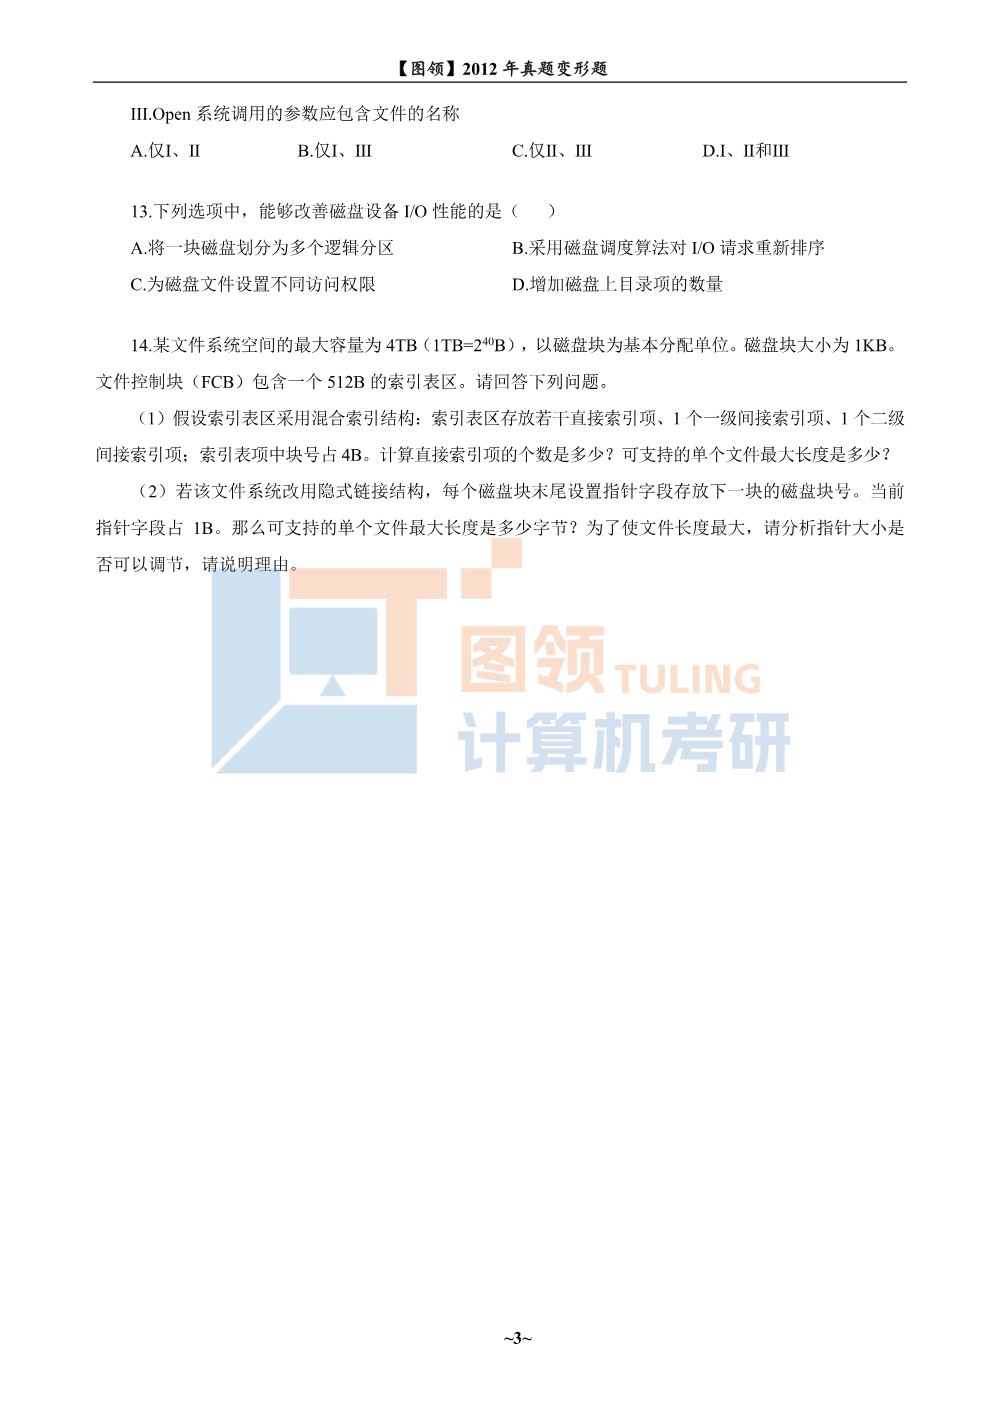 【图领】2012 年真题变形题
III.Open 系统调用的参数应包含文件的名称
A.仅Ⅰ、Ⅱ B.仅Ⅰ、Ⅲ C.仅Ⅱ、Ⅲ D.Ⅰ、Ⅱ和Ⅲ
13.下列选项中，能够改善磁盘设备 I/O 性能的是（ ）
A.将一块磁盘划分为多个逻辑分区 B.采用磁盘调度算法对 I/O 请求重新排序
C.为磁盘文件设置不同访问权限 D.增加磁盘上目录项的数量
14.某文件系统空间的最大容量为 4TB（1TB=2⁴⁰B），以磁盘块为基本分配单位。磁盘块大小为 1KB。
文件控制块（FCB）包含一个 512B 的索引表区。请回答下列问题。
（1）假设索引表区采用混合索引结构：索引表区存放若干直接索引项、1 个一级间接索引项、1 个二级
间接索引项；索引表项中块号占 4B。计算直接索引项的个数是多少？可支持的单个文件最大长度是多少？
（2）若该文件系统改用隐式链接结构，每个磁盘块末尾设置指针字段存放下一块的磁盘块号。当前
指针字段占 1B。那么可支持的单个文件最大长度是多少字节？为了使文件长度最大，请分析指针大小是
否可以调节，请说明理由。
图领 TULING
计算机考研
~3~